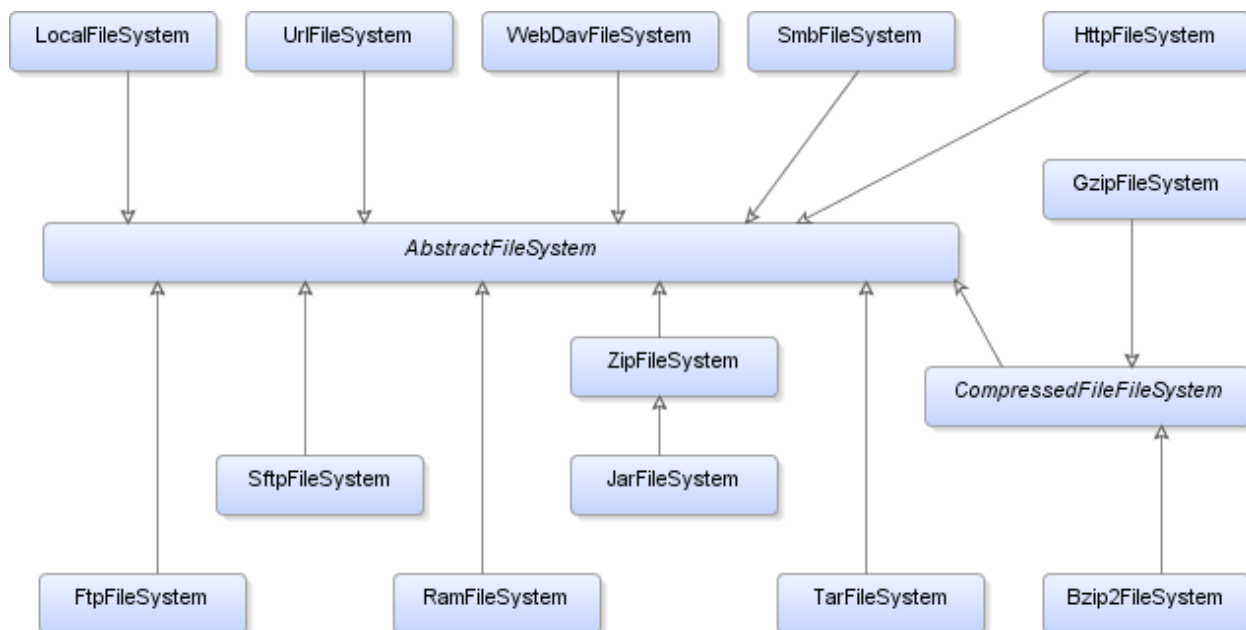 LocalFileSystem
UrlFileSystem
WebDavFileSystem
SmbFileSystem
HttpFileSystem
GzipFileSystem
AbstractFileSystem
ZipFileSystem
CompressedFileFileSystem
SftpFileSystem
JarFileSystem
FtpFileSystem
RamFileSystem
TarFileSystem
Bzip2FileSystem